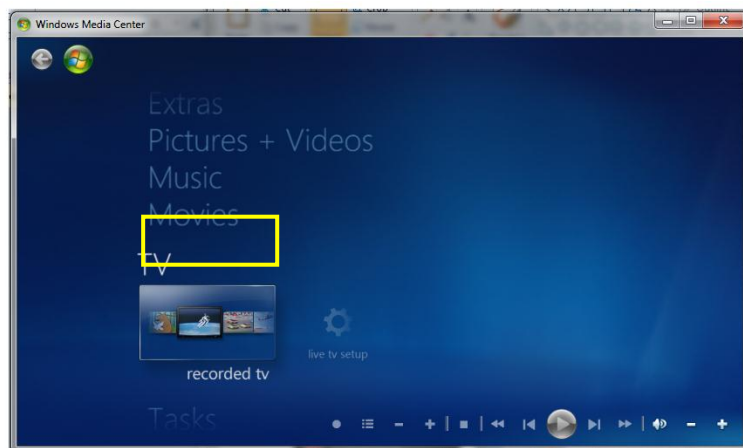 Windows Media Center
Extras
Pictures + Videos
Music
Movies
TV
recorded tv
live tv setup
Tasks